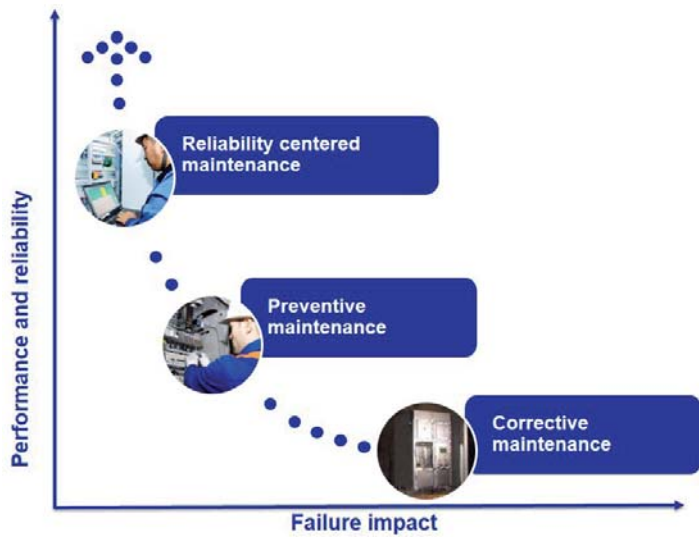 Reliability centered
maintenance
Preventive
maintenance
Corrective
maintenance
Performance and reliability
Failure impact